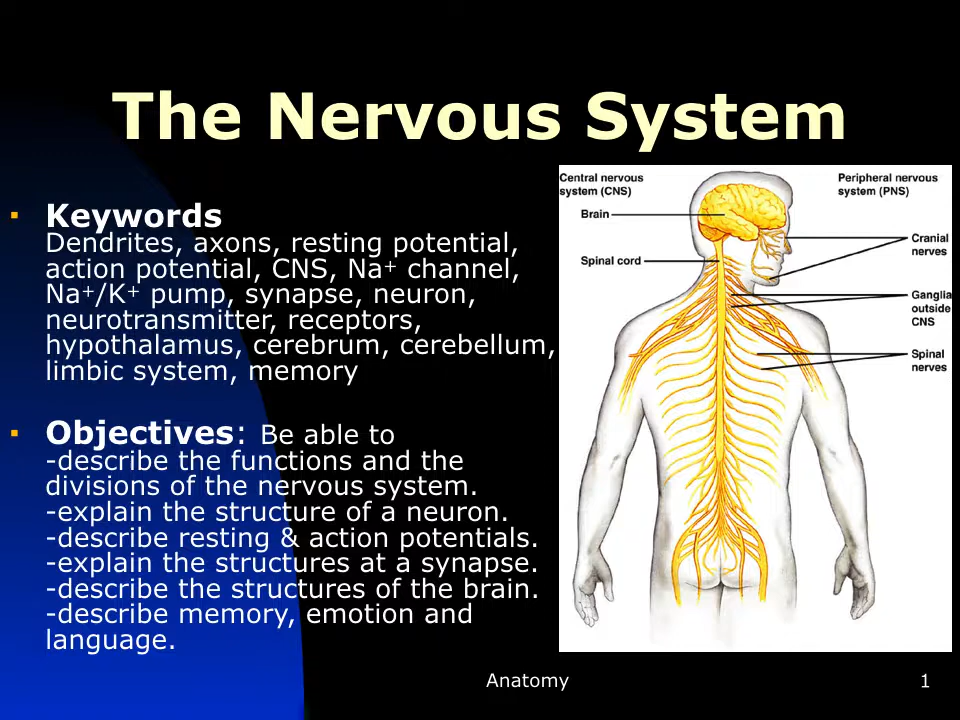 The Nervous System
▪ Keywords
Dendrites, axons, resting potential,
action potential, CNS, Na⁺ channel,
Na⁺/K⁺ pump, synapse, neuron,
neurotransmitter, receptors,
hypothalamus, cerebrum, cerebellum,
limbic system, memory
▪ Objectives: Be able to
-describe the functions and the
divisions of the nervous system.
-explain the structure of a neuron.
-describe resting & action potentials.
-explain the structures at a synapse.
-describe the structures of the brain.
-describe memory, emotion and
language.
Central nervous
system (CNS)
Brain
Spinal cord
Peripheral nervous
system (PNS)
Cranial
nerves
Ganglia
outside
CNS
Spinal
nerves
Anatomy
1